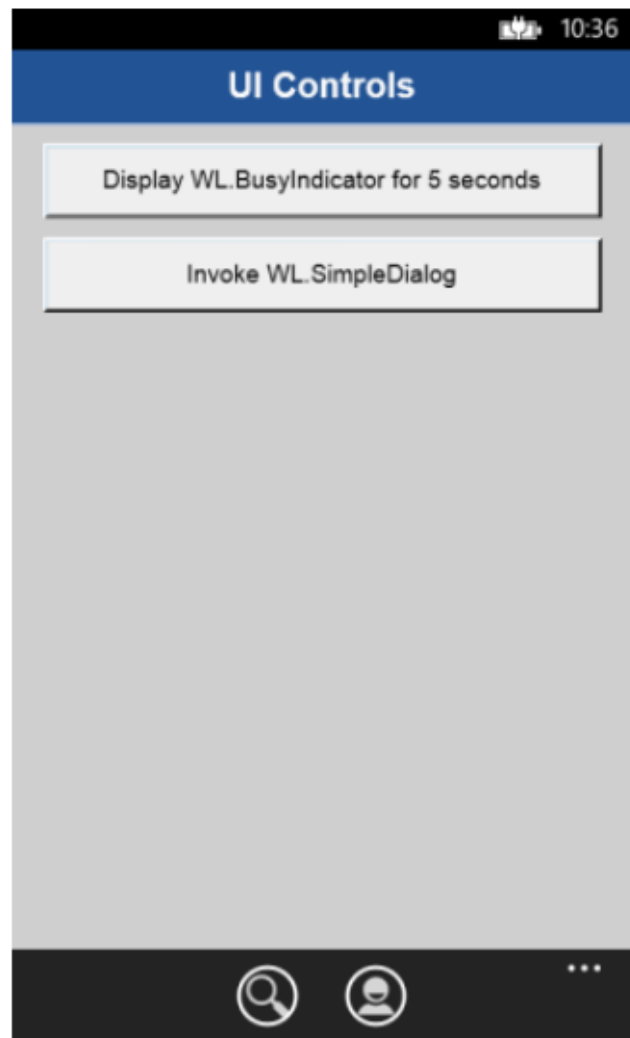 10:36
UI Controls
Display WL.BusyIndicator for 5 seconds
Invoke WL.SimpleDialog